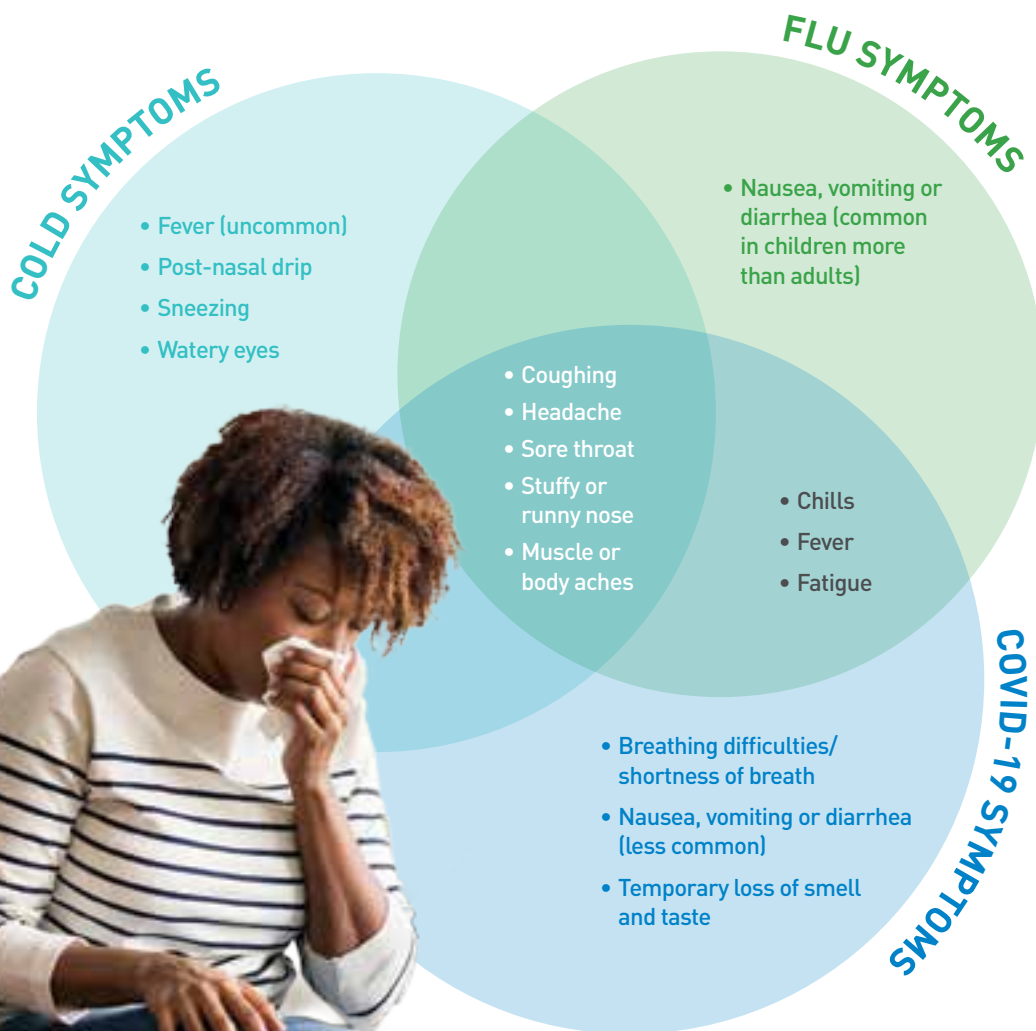 COLD SYMPTOMS
• Fever (uncommon)
• Post-nasal drip
• Sneezing
• Watery eyes
FLU SYMPTOMS
• Nausea, vomiting or
diarrhea (common
in children more
than adults)
• Coughing
• Headache
• Sore throat
• Stuffy or
runny nose
• Muscle or
body aches
• Chills
• Fever
• Fatigue
COVID-19 SYMPTOMS
• Breathing difficulties/
shortness of breath
• Nausea, vomiting or diarrhea
(less common)
• Temporary loss of smell
and taste